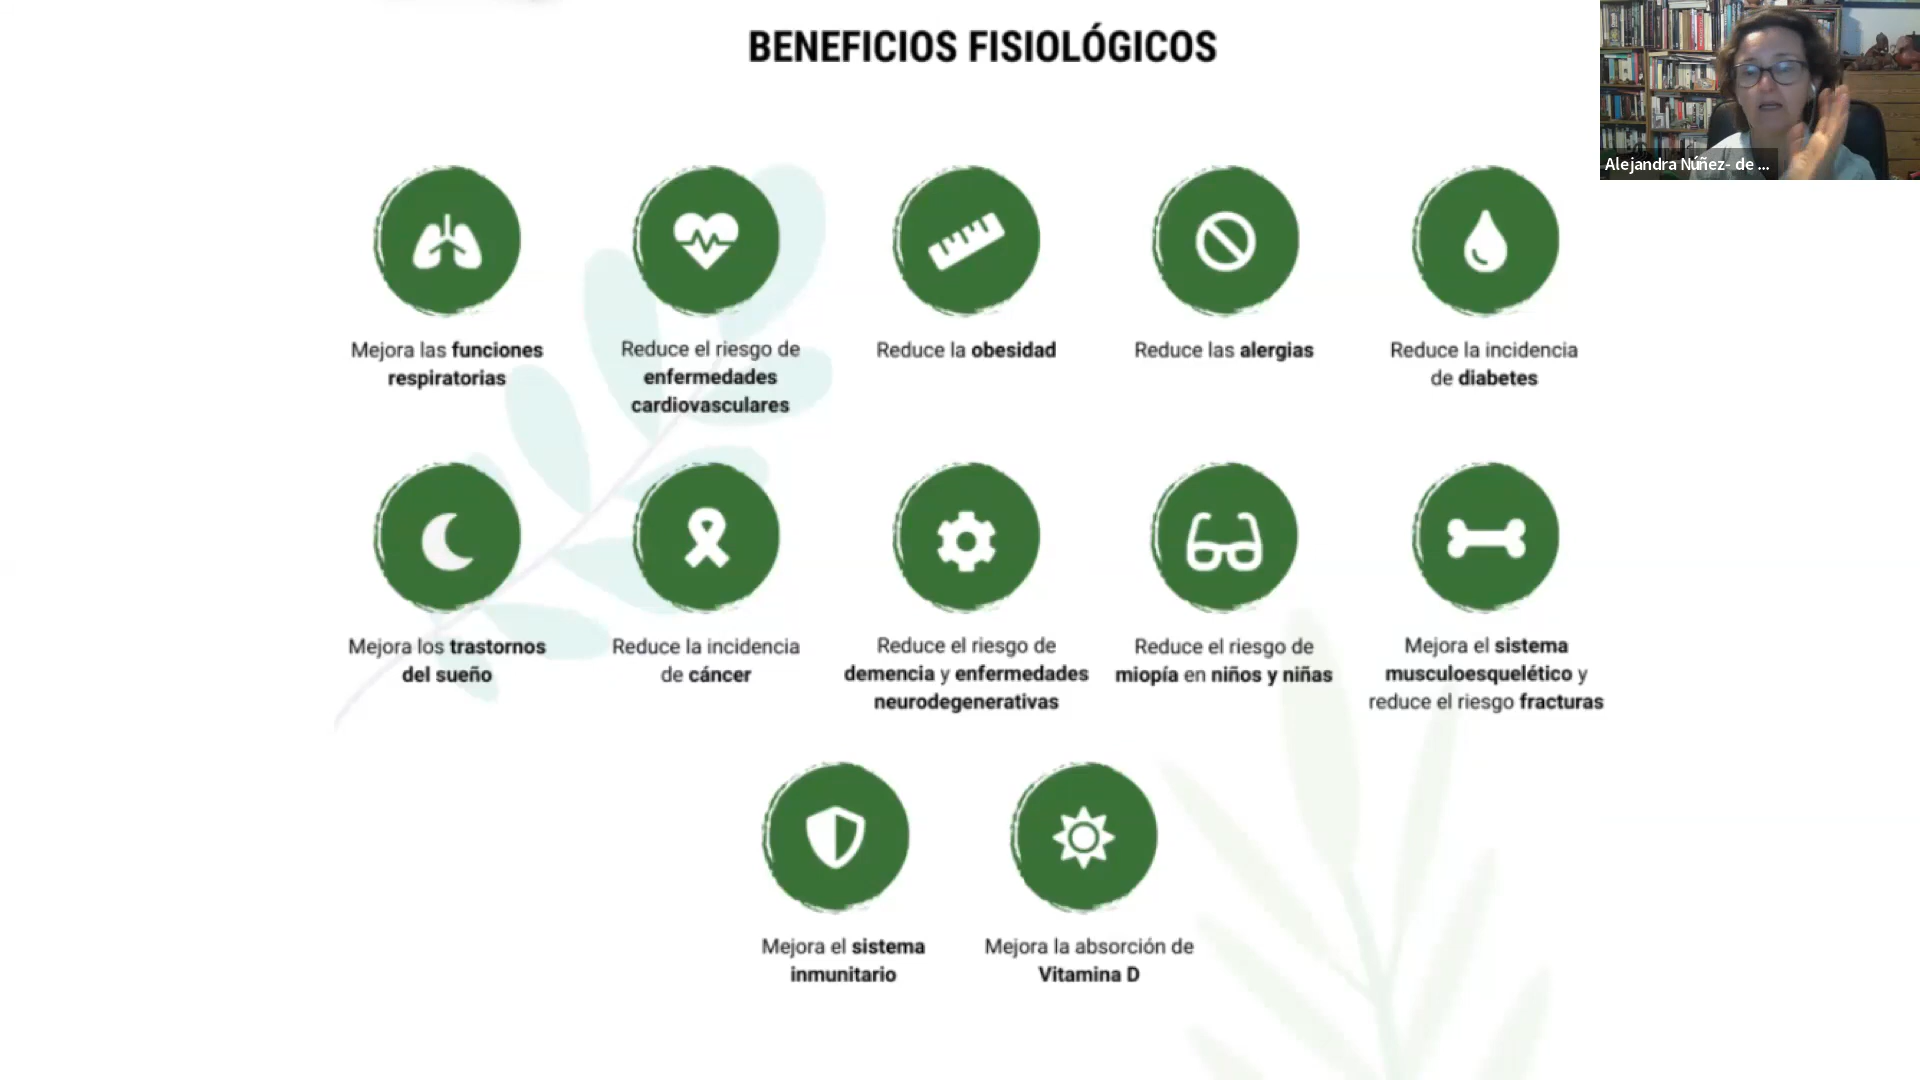 BENEFICIOS FISIOLÓGICOS
Alejandra Núñez- de ...
Mejora las funciones
respiratorias
Reduce el riesgo de
enfermedades
cardiovasculares
Reduce la obesidad
Reduce las alergias
Reduce la incidencia
de diabetes
Mejora los trastornos
del sueño
Reduce la incidencia
de cáncer
Reduce el riesgo de
demencia y enfermedades
neurodegenerativas
Reduce el riesgo de
miopía en niños y niñas
Mejora el sistema
musculoesquelético y
reduce el riesgo fracturas
Mejora el sistema
inmunitario
Mejora la absorción de
Vitamina D